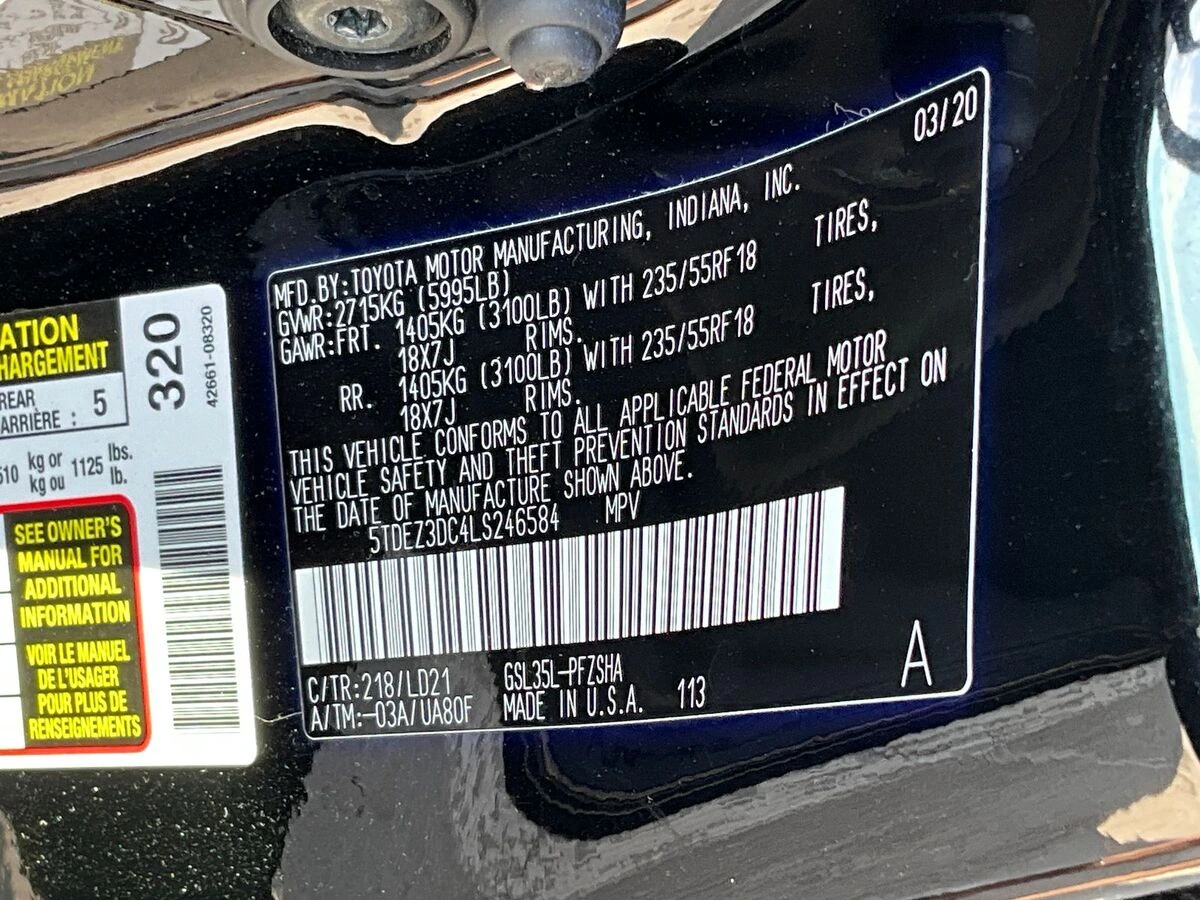 03/20
MFD.BY:TOYOTA MOTOR MANUFACTURING, INDIANA, INC.
GVWR:2715KG (5995LB)
GAWR:FRT. 1405KG (3100LB) WITH 235/55RF18 TIRES,
18X7J RIMS.
RR. 1405KG (3100LB) WITH 235/55RF18 TIRES,
18X7J RIMS.
THIS VEHICLE CONFORMS TO ALL APPLICABLE FEDERAL MOTOR
VEHICLE SAFETY AND THEFT PREVENTION STANDARDS IN EFFECT ON
THE DATE OF MANUFACTURE SHOWN ABOVE.
5TDEZ3DC4LS246584 MPV
C/TR:218/LD21 GSL35L-PFZSHA
A/TM:-03A/UA80F MADE IN U.S.A. 113
A
ATION
HARGEMENT
REAR
ARRIÈRE : 5
510 kg or 1125 lbs.
kg ou lb.
SEE OWNER'S
MANUAL FOR
ADDITIONAL
INFORMATION
VOIR LE MANUEL
DE L'USAGER
POUR PLUS DE
RENSEIGNEMENTS
320
42661-08320